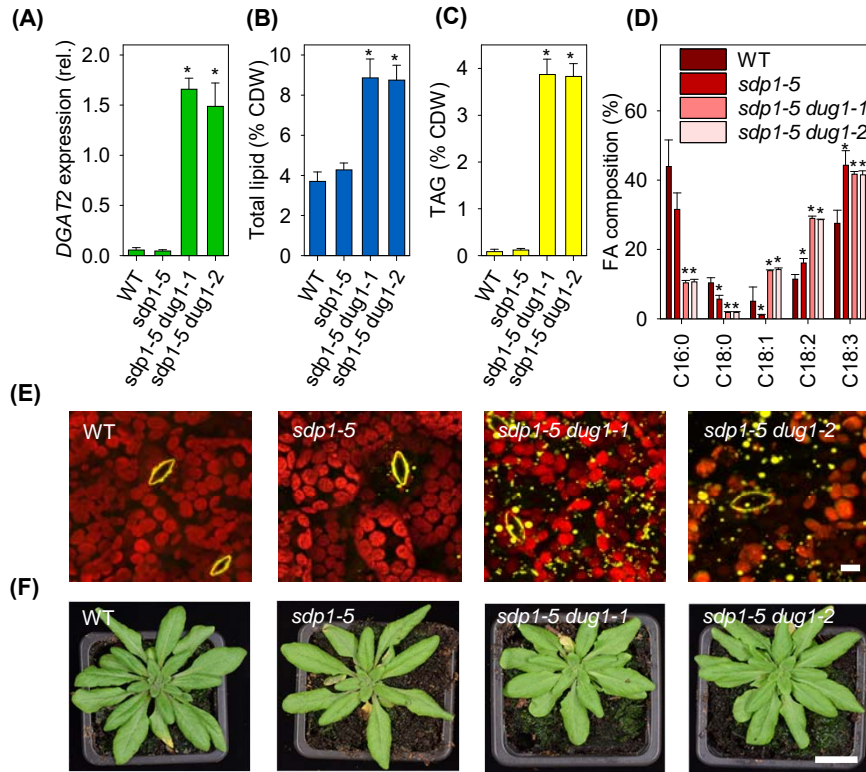 (A)
DGAT2 expression (rel.)
2.0
1.5
1.0
0.5
0.0
*
*
WT
sdp1-5
sdp1-5 dug1-1
sdp1-5 dug1-2
(B)
Total lipid (% CDW)
10
8
6
4
2
0
*
*
WT
sdp1-5
sdp1-5 dug1-1
sdp1-5 dug1-2
(C)
TAG (% CDW)
4
3
2
1
0
*
*
WT
sdp1-5
sdp1-5 dug1-1
sdp1-5 dug1-2
(D)
WT
sdp1-5
sdp1-5 dug1-1
sdp1-5 dug1-2
FA composition (%)
60
40
20
0
**
*
**
*
**
*
**
*
**
C16:0
C18:0
C18:1
C18:2
C18:3
(E)
WT
sdp1-5
sdp1-5 dug1-1
sdp1-5 dug1-2
(F)
WT
sdp1-5
sdp1-5 dug1-1
sdp1-5 dug1-2